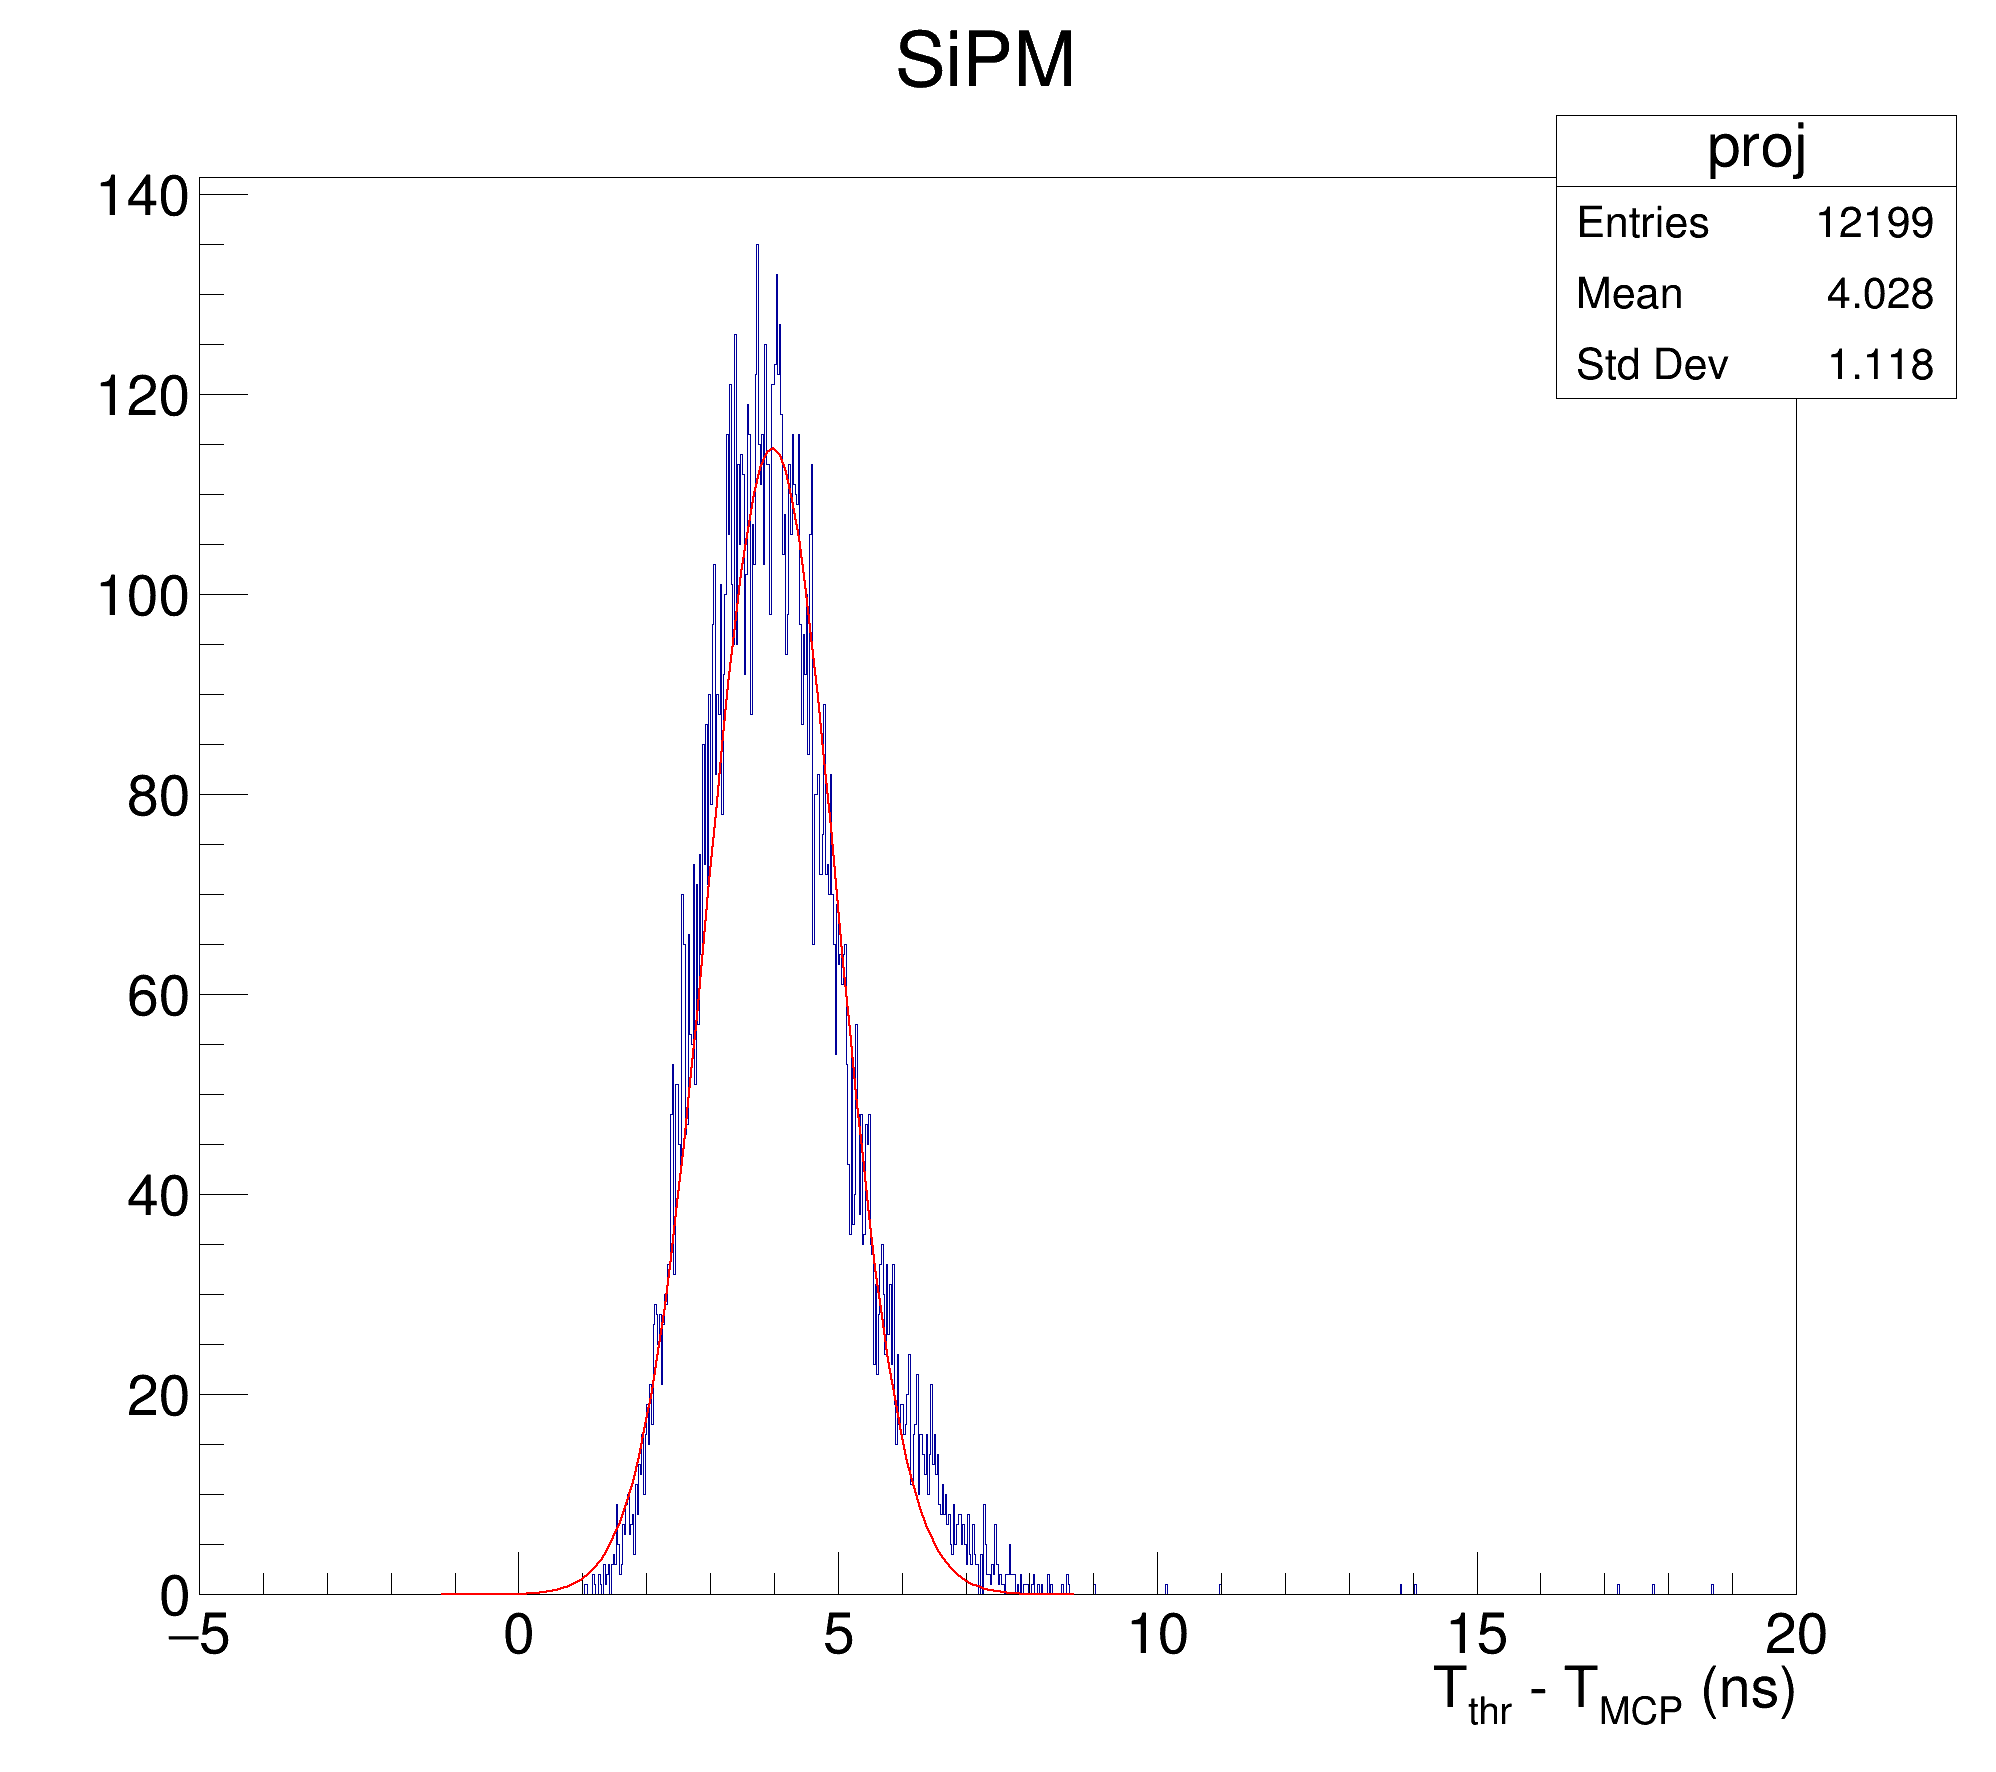 SiPM
proj
Entries 12199
Mean 4.028
Std Dev 1.118
140
120
100
80
60
40
20
0
−5 0 5 10 15 20
T_thr - T_MCP (ns)